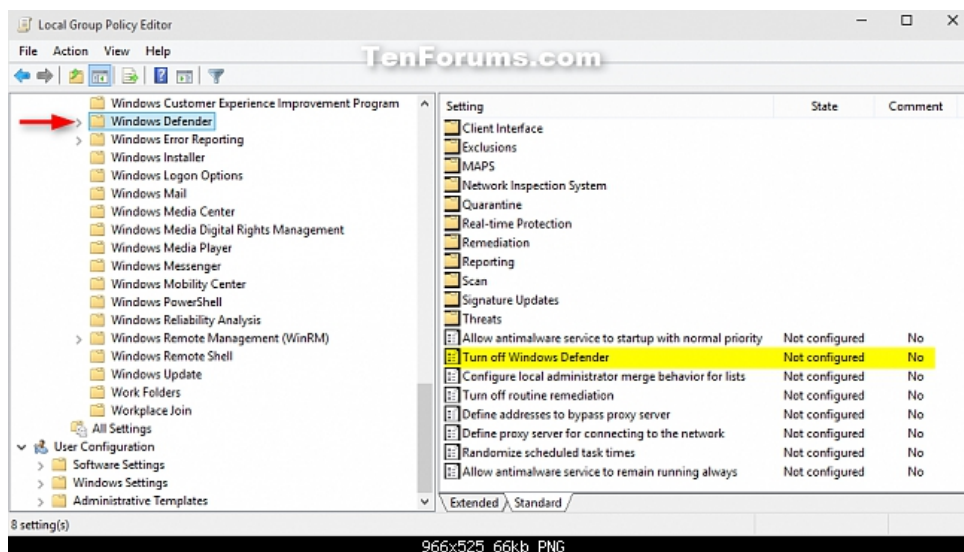 Local Group Policy Editor
File Action View Help
TenForums.com
Windows Customer Experience Improvement Program
Windows Defender
Windows Error Reporting
Windows Installer
Windows Logon Options
Windows Mail
Windows Media Center
Windows Media Digital Rights Management
Windows Media Player
Windows Messenger
Windows Mobility Center
Windows PowerShell
Windows Reliability Analysis
Windows Remote Management (WinRM)
Windows Remote Shell
Windows Update
Work Folders
Workplace Join
All Settings
User Configuration
Software Settings
Windows Settings
Administrative Templates
Setting State Comment
Client Interface
Exclusions
MAPS
Network Inspection System
Quarantine
Real-time Protection
Remediation
Reporting
Scan
Signature Updates
Threats
Allow antimalware service to startup with normal priority Not configured No
Turn off Windows Defender Not configured No
Configure local administrator merge behavior for lists Not configured No
Turn off routine remediation Not configured No
Define addresses to bypass proxy server Not configured No
Define proxy server for connecting to the network Not configured No
Randomize scheduled task times Not configured No
Allow antimalware service to remain running always Not configured No
Extended Standard
8 setting(s)
966x525 66kb PNG